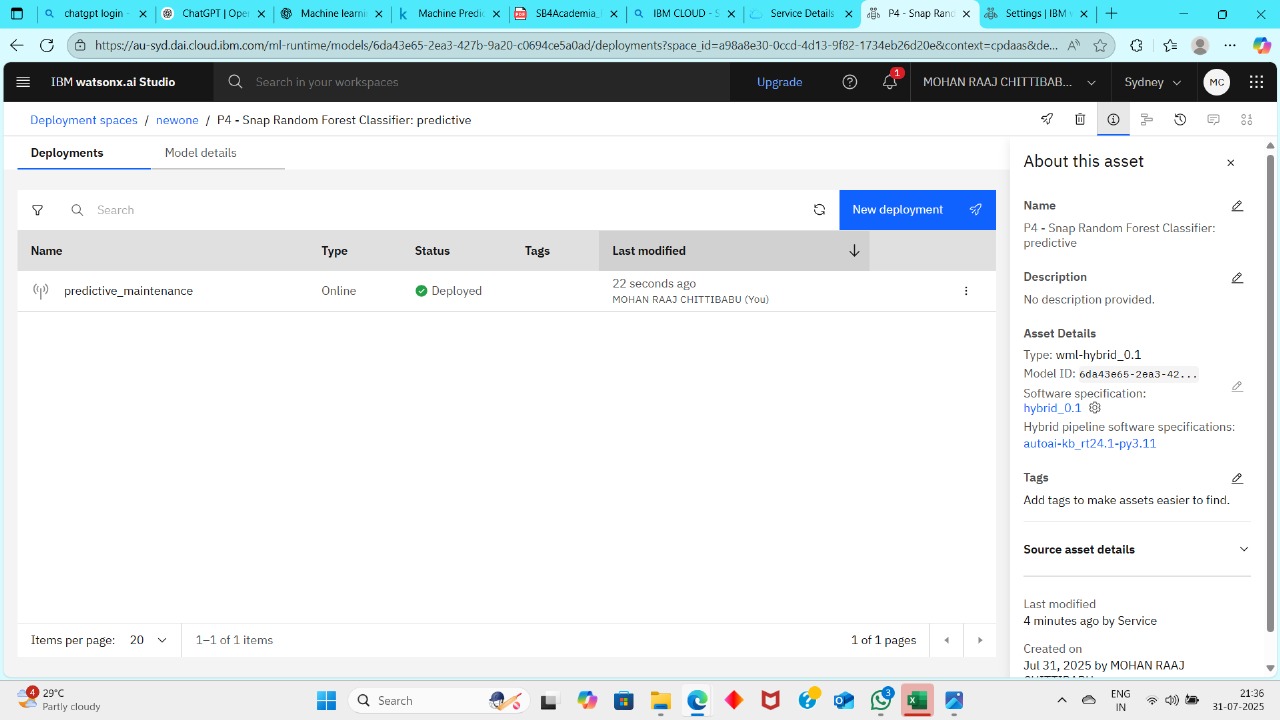 chatgpt login -
ChatGPT | Oper
Machine learnin
Machine Predic
SB4Academia_
IBM CLOUD - S
Service Details
P4 - Snap Rand
Settings | IBM w
https://au-syd.dai.cloud.ibm.com/ml-runtime/models/6da43e65-2ea3-427b-9a20-c0694ce5a0ad/deployments?space_id=a98a8e30-0ccd-4d13-9f82-1734eb26d20e&context=cpdaas&de...
IBM watsonx.ai Studio
Search in your workspaces
Upgrade
1
MOHAN RAAJ CHITTIBAB...
Sydney
MC
Deployment spaces / newone / P4 - Snap Random Forest Classifier: predictive
Deployments
Model details
Search
New deployment
Name Type Status Tags Last modified
predictive_maintenance Online Deployed 22 seconds ago
MOHAN RAAJ CHITTIBABU (You)
Items per page: 20
1–1 of 1 items
1 of 1 pages
About this asset
Name
P4 - Snap Random Forest Classifier:
predictive
Description
No description provided.
Asset Details
Type: wml-hybrid_0.1
Model ID: 6da43e65-2ea3-42...
Software specification:
hybrid_0.1
Hybrid pipeline software specifications:
autoai-kb_rt24.1-py3.11
Tags
Add tags to make assets easier to find.
Source asset details
Last modified
4 minutes ago by Service
Created on
Jul 31, 2025 by MOHAN RAAJ
CHITTIBABU
4
29°C
Partly cloudy
Search
3
ENG
IN
21:36
31-07-2025